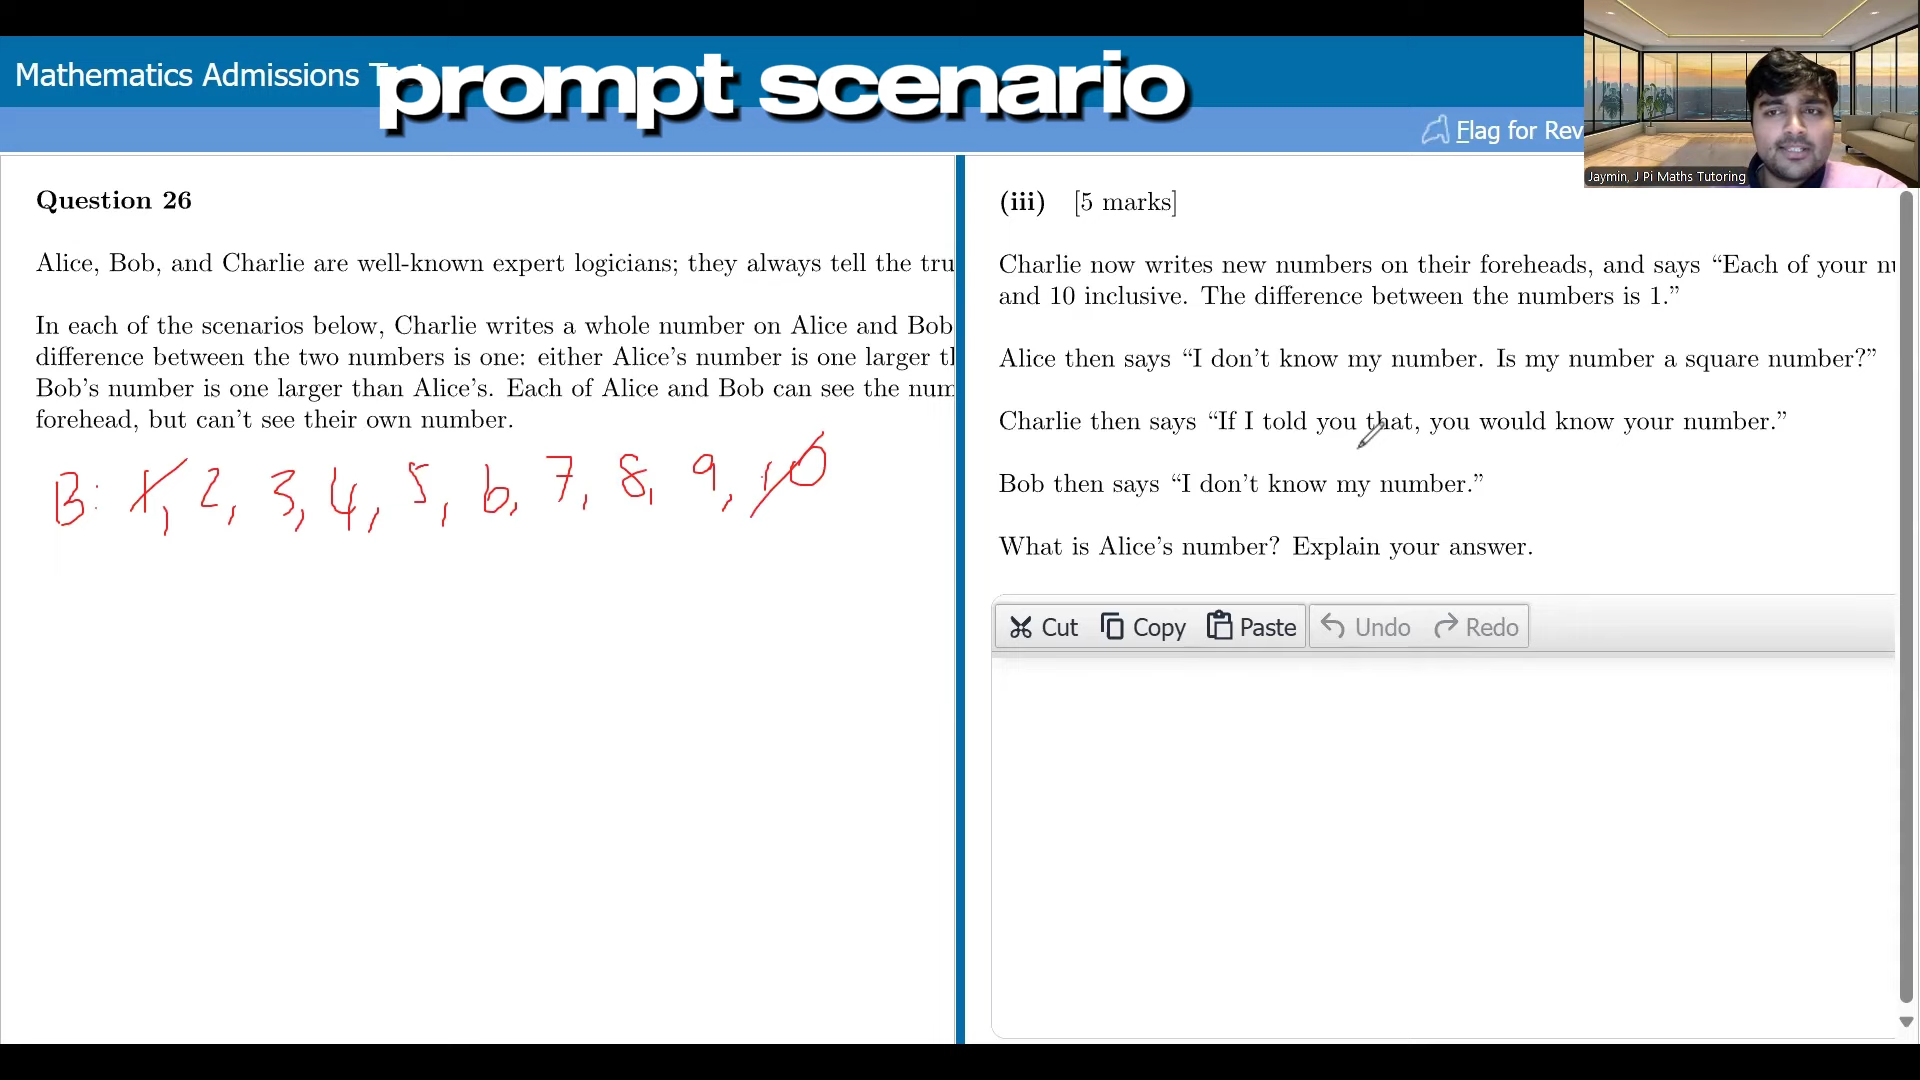 Mathematics Admissions T
prompt scenario
Flag for Rev
Jaymin, J Pi Maths Tutoring
Question 26
Alice, Bob, and Charlie are well-known expert logicians; they always tell the tru
In each of the scenarios below, Charlie writes a whole number on Alice and Bob
difference between the two numbers is one: either Alice's number is one larger t
Bob's number is one larger than Alice's. Each of Alice and Bob can see the num
forehead, but can't see their own number.
B: 1, 2, 3, 4, 5, 6, 7, 8, 9, 10
(iii) [5 marks]
Charlie now writes new numbers on their foreheads, and says “Each of your nu
and 10 inclusive. The difference between the numbers is 1.”
Alice then says “I don't know my number. Is my number a square number?”
Charlie then says “If I told you that, you would know your number.”
Bob then says “I don't know my number.”
What is Alice's number? Explain your answer.
Cut Copy Paste Undo Redo